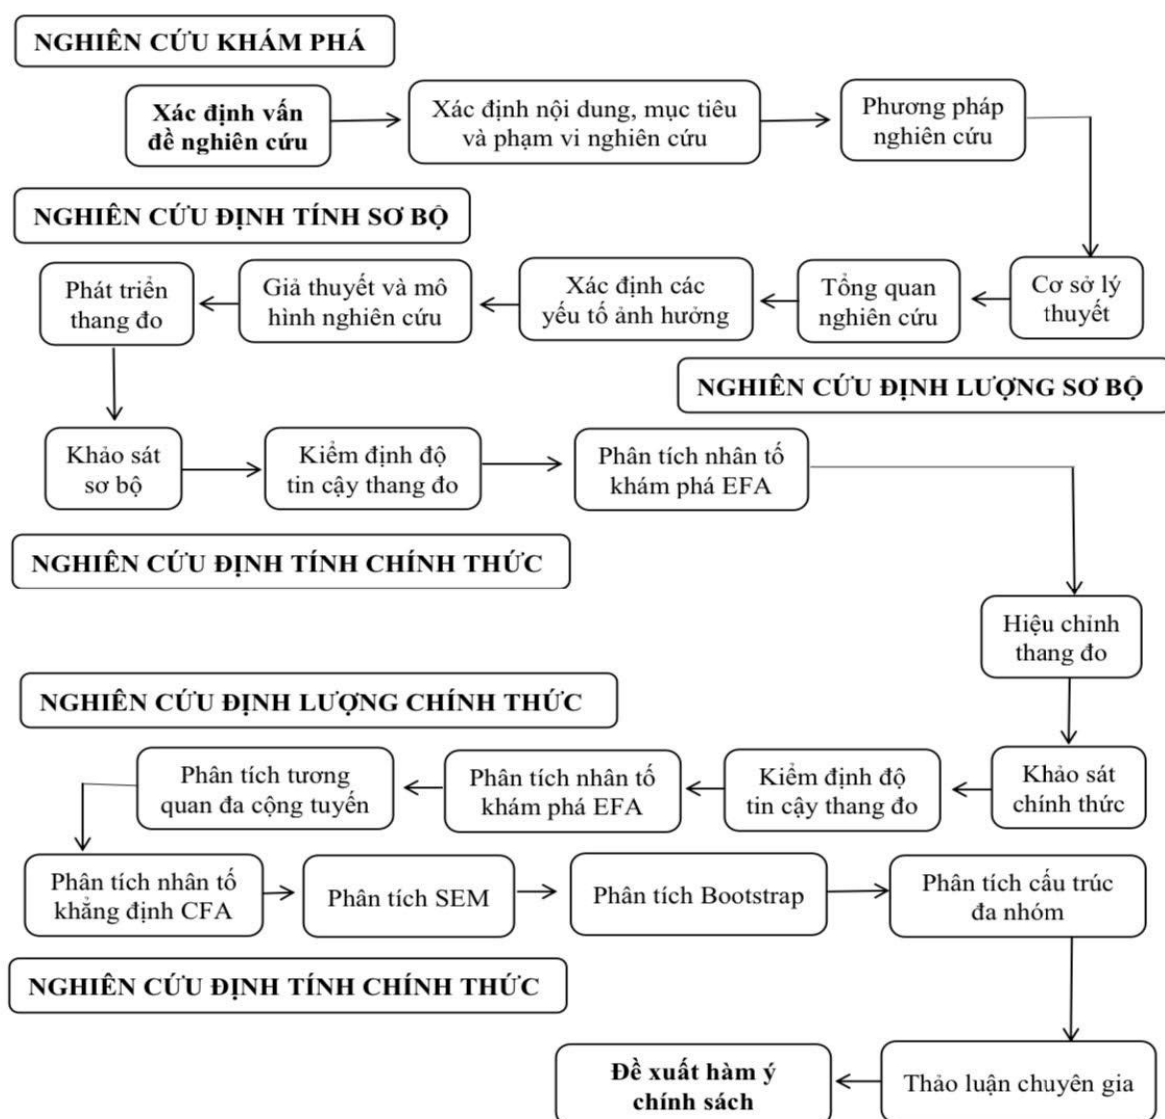 NGHIÊN CỨU KHÁM PHÁ
Xác định vấn
đề nghiên cứu
Xác định nội dung, mục tiêu
và phạm vi nghiên cứu
Phương pháp
nghiên cứu
NGHIÊN CỨU ĐỊNH TÍNH SƠ BỘ
Phát triển
thang đo
Giả thuyết và mô
hình nghiên cứu
Xác định các
yếu tố ảnh hưởng
Tổng quan
nghiên cứu
Cơ sở lý
thuyết
NGHIÊN CỨU ĐỊNH LƯỢNG SƠ BỘ
Khảo sát
sơ bộ
Kiểm định độ
tin cậy thang đo
Phân tích nhân tố
khám phá EFA
NGHIÊN CỨU ĐỊNH TÍNH CHÍNH THỨC
Hiệu chỉnh
thang đo
NGHIÊN CỨU ĐỊNH LƯỢNG CHÍNH THỨC
Phân tích tương
quan đa cộng tuyến
Phân tích nhân tố
khám phá EFA
Kiểm định độ
tin cậy thang đo
Khảo sát
chính thức
Phân tích nhân tố
khẳng định CFA
Phân tích SEM
Phân tích Bootstrap
Phân tích cấu trúc
đa nhóm
NGHIÊN CỨU ĐỊNH TÍNH CHÍNH THỨC
Đề xuất hàm ý
chính sách
Thảo luận chuyên gia